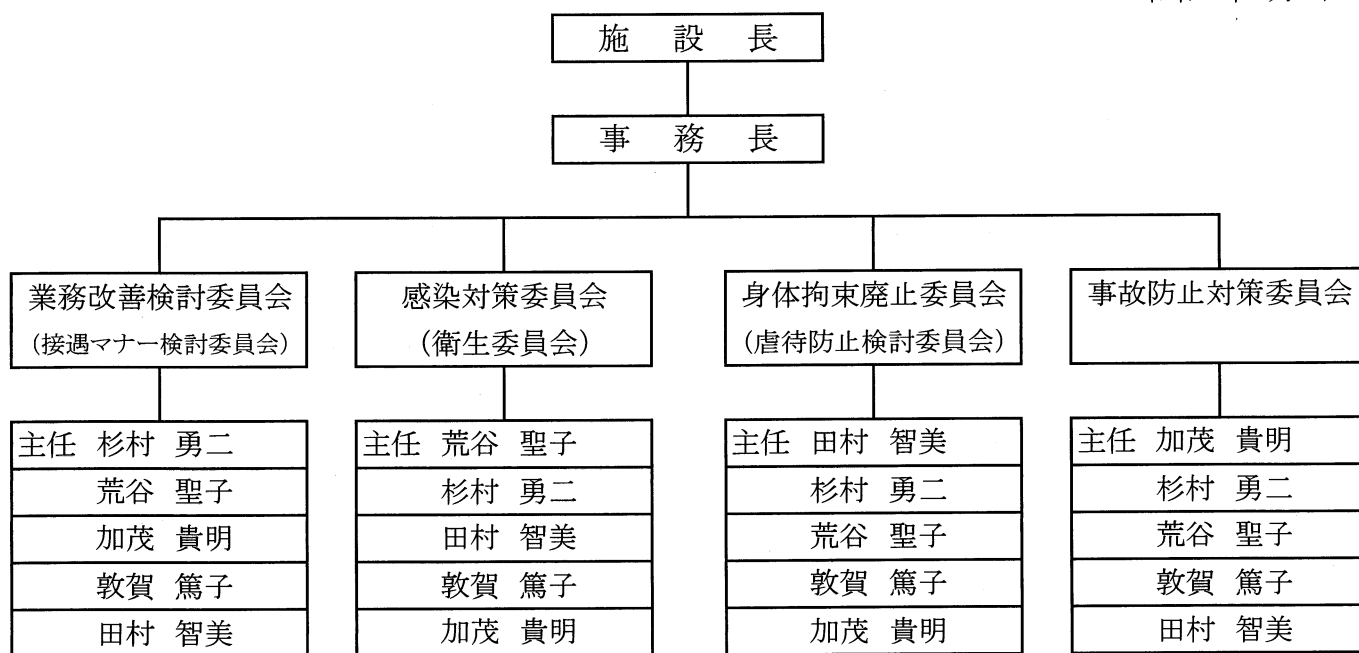 施 設 長
事 務 長
業務改善検討委員会
(接遇マナー検討委員会)
感染対策委員会
(衛生委員会)
身体拘束廃止委員会
(虐待防止検討委員会)
事故防止対策委員会
主任 杉村 勇二
荒谷 聖子
加茂 貴明
敦賀 篤子
田村 智美
主任 荒谷 聖子
杉村 勇二
田村 智美
敦賀 篤子
加茂 貴明
主任 田村 智美
杉村 勇二
荒谷 聖子
敦賀 篤子
加茂 貴明
主任 加茂 貴明
杉村 勇二
荒谷 聖子
敦賀 篤子
田村 智美